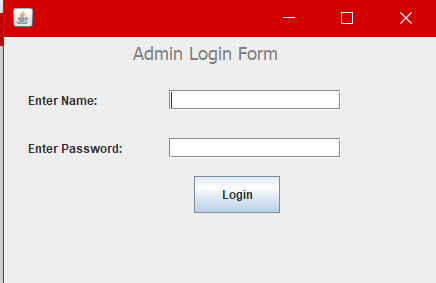 Admin Login Form
Enter Name:
Enter Password:
Login